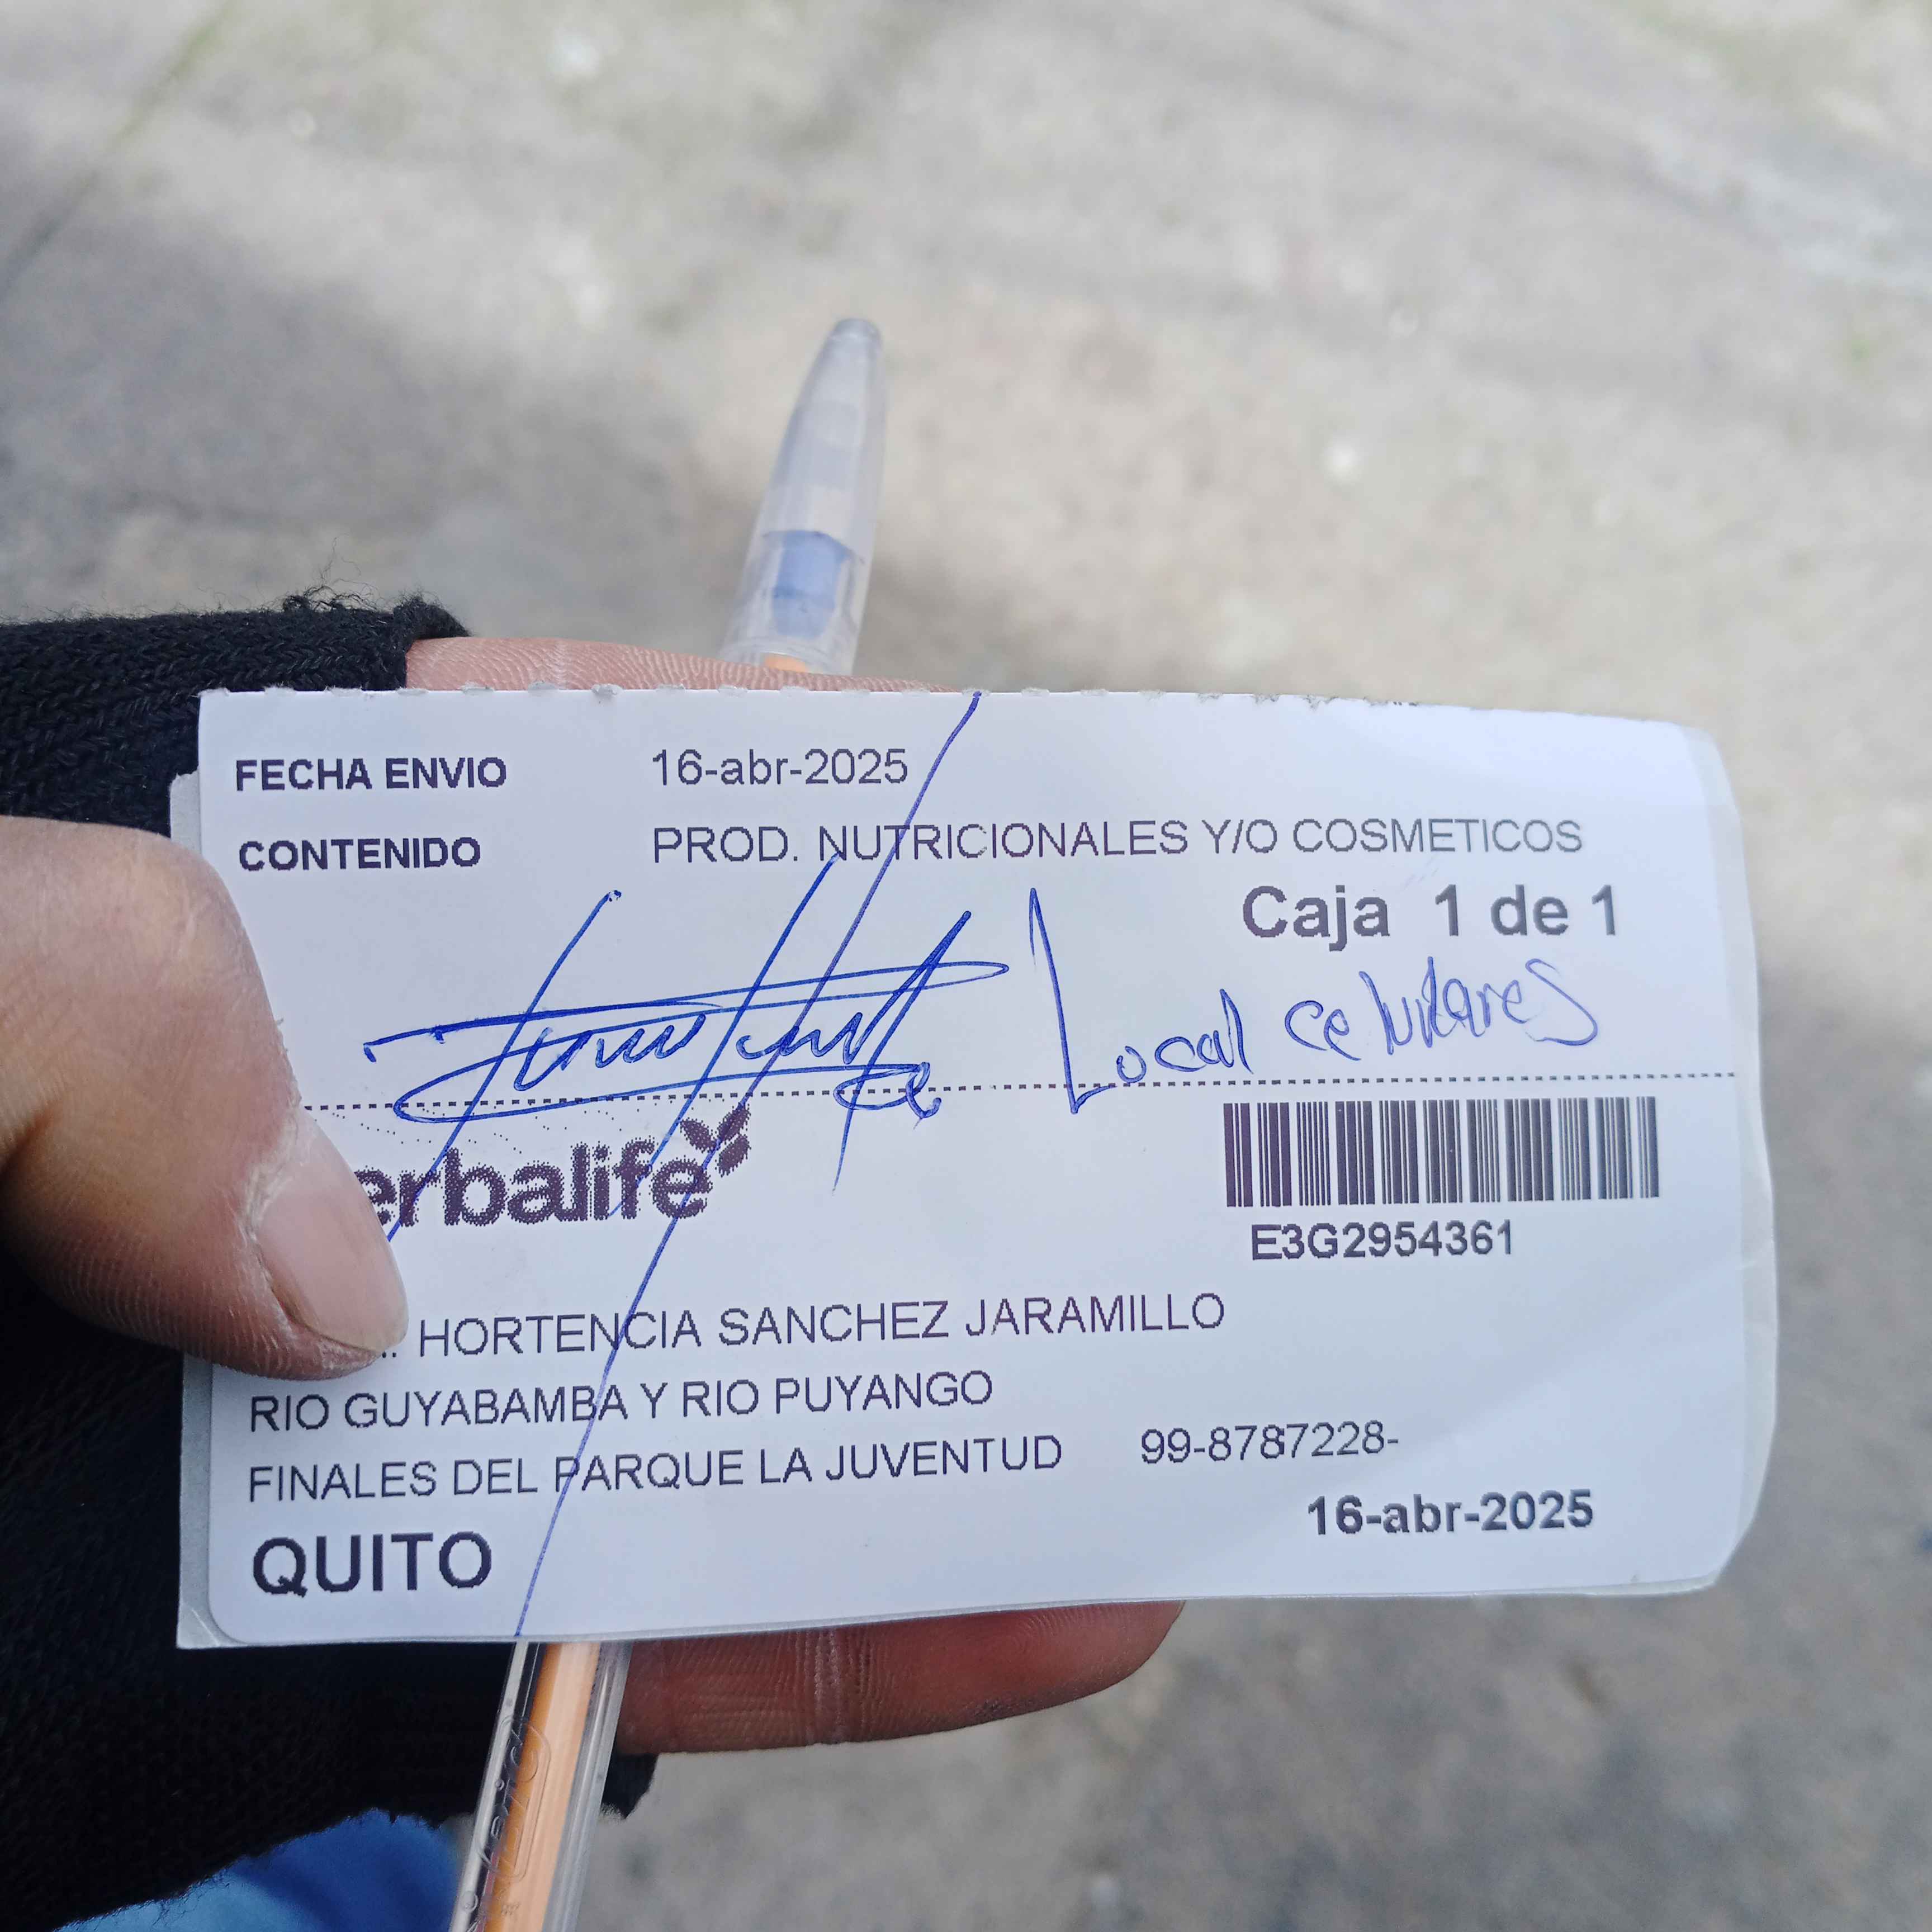 FECHA ENVIO 16-abr-2025
CONTENIDO PROD. NUTRICIONALES Y/O COSMETICOS
Caja 1 de 1
Local celulares
erbalife
E3G2954361
HORTENCIA SANCHEZ JARAMILLO
RIO GUYABAMBA Y RIO PUYANGO
FINALES DEL PARQUE LA JUVENTUD 99-8787228-
16-abr-2025
QUITO